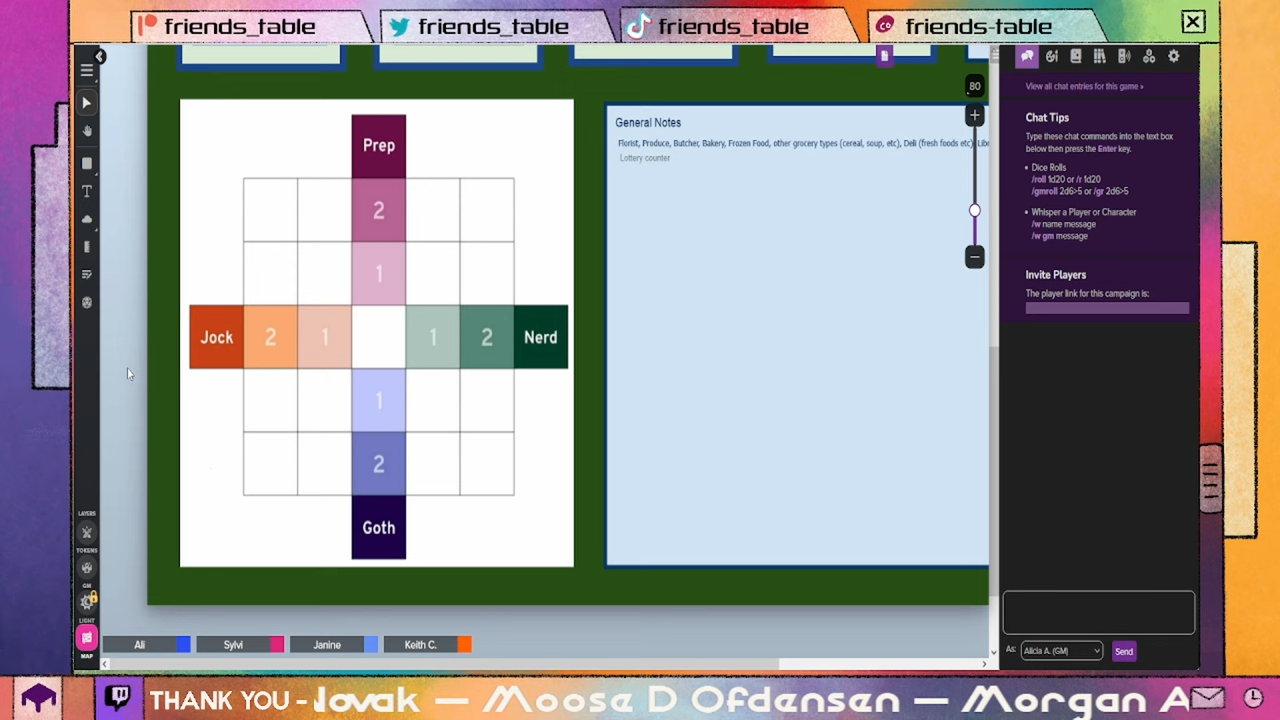 friends_table
friends_table
friends_table
friends-table
80
Prep
2
1
Jock 2 1 1 2 Nerd
1
2
Goth
General Notes
Florist, Produce, Butcher, Bakery, Frozen Food, other grocery types (cereal, soup, etc), Deli (fresh foods etc)
Lottery counter
View all chat entries for this game »
Chat Tips
Type these chat commands into the text box
below then press the Enter key.
• Dice Rolls
/roll 1d20 or /r 1d20
/gmroll 2d6>5 or /gr 2d6>5
• Whisper a Player or Character
/w name message
/w gm message
Invite Players
The player link for this campaign is:
As: Alicia A. (GM) Send
LAYERS
TOKENS
GM
LIGHT
MAP
Ali Sylvi Janine Keith C.
THANK YOU - Jovak — Moose D Ofdensen — Morgan A